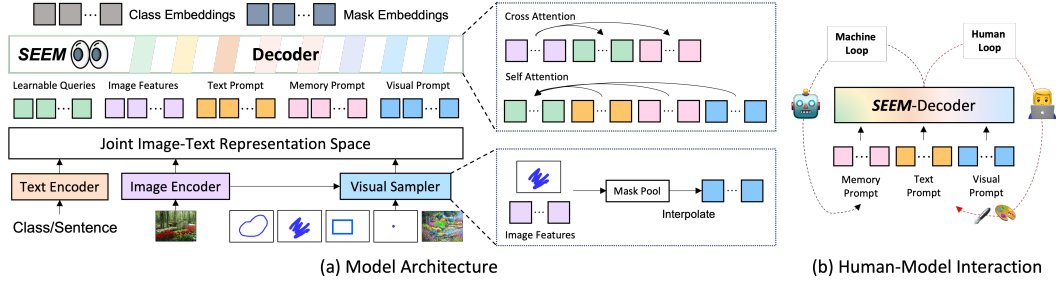 Class Embeddings
Mask Embeddings
SEEM
Decoder
Learnable Queries
Image Features
Text Prompt
Memory Prompt
Visual Prompt
Joint Image-Text Representation Space
Text Encoder
Image Encoder
Visual Sampler
Class/Sentence
Cross Attention
Self Attention
Mask Pool
Interpolate
Image Features
(a) Model Architecture
Machine
Loop
Human
Loop
SEEM-Decoder
Memory
Prompt
Text
Prompt
Visual
Prompt
(b) Human-Model Interaction